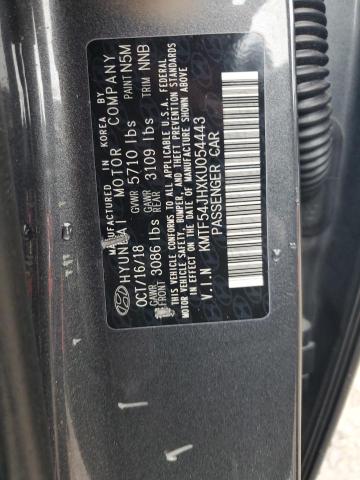 MANUFACTURED IN KOREA BY
HYUNDAI MOTOR COMPANY
OCT/16/18 GVWR 5710 lbs PAINT N5M
GAWR FRONT 3086 lbs GAWR REAR 3109 lbs TRIM NNB
THIS VEHICLE CONFORMS TO ALL APPLICABLE U.S.A. FEDERAL
MOTOR VEHICLE SAFETY, BUMPER, AND THEFT PREVENTION STANDARDS
IN EFFECT ON THE DATE OF MANUFACTURE SHOWN ABOVE.
V.I.N KMTF54JHXKU054443
PASSENGER CAR